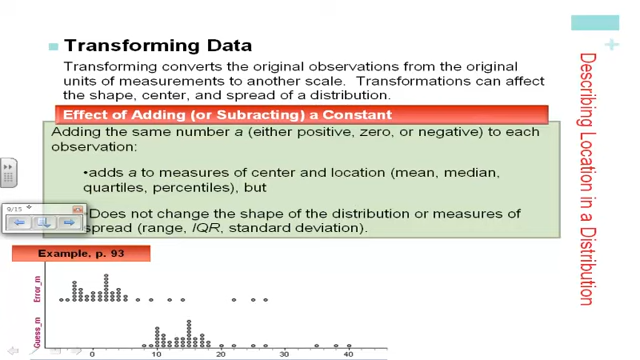 Transforming Data
Transforming converts the original observations from the original
units of measurements to another scale. Transformations can affect
the shape, center, and spread of a distribution.
Effect of Adding (or Subracting) a Constant
Adding the same number a (either positive, zero, or negative) to each
observation:
•adds a to measures of center and location (mean, median,
quartiles, percentiles), but
•Does not change the shape of the distribution or measures of
spread (range, IQR, standard deviation).
9/15
Example, p. 93
Error_m
Guess_m
0 10 20 30 40
Describing Location in a Distribution
+